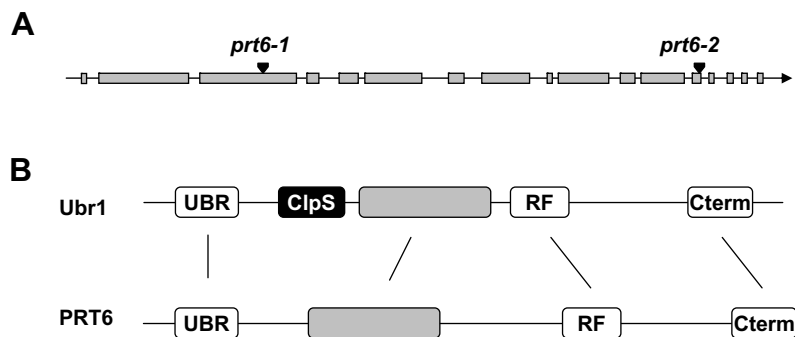 A
prt6-1 prt6-2
B
Ubr1 UBR ClpS RF Cterm
PRT6 UBR RF Cterm